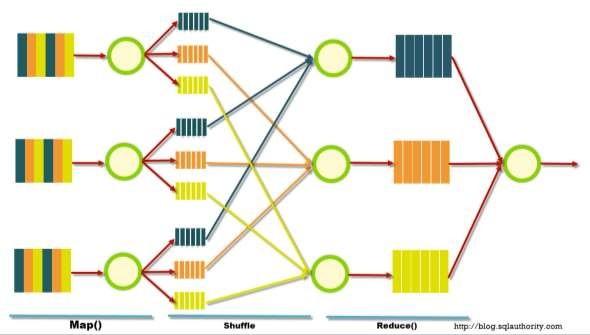 Map()
Shuffle
Reduce()
http://blog.sqlauthority.com